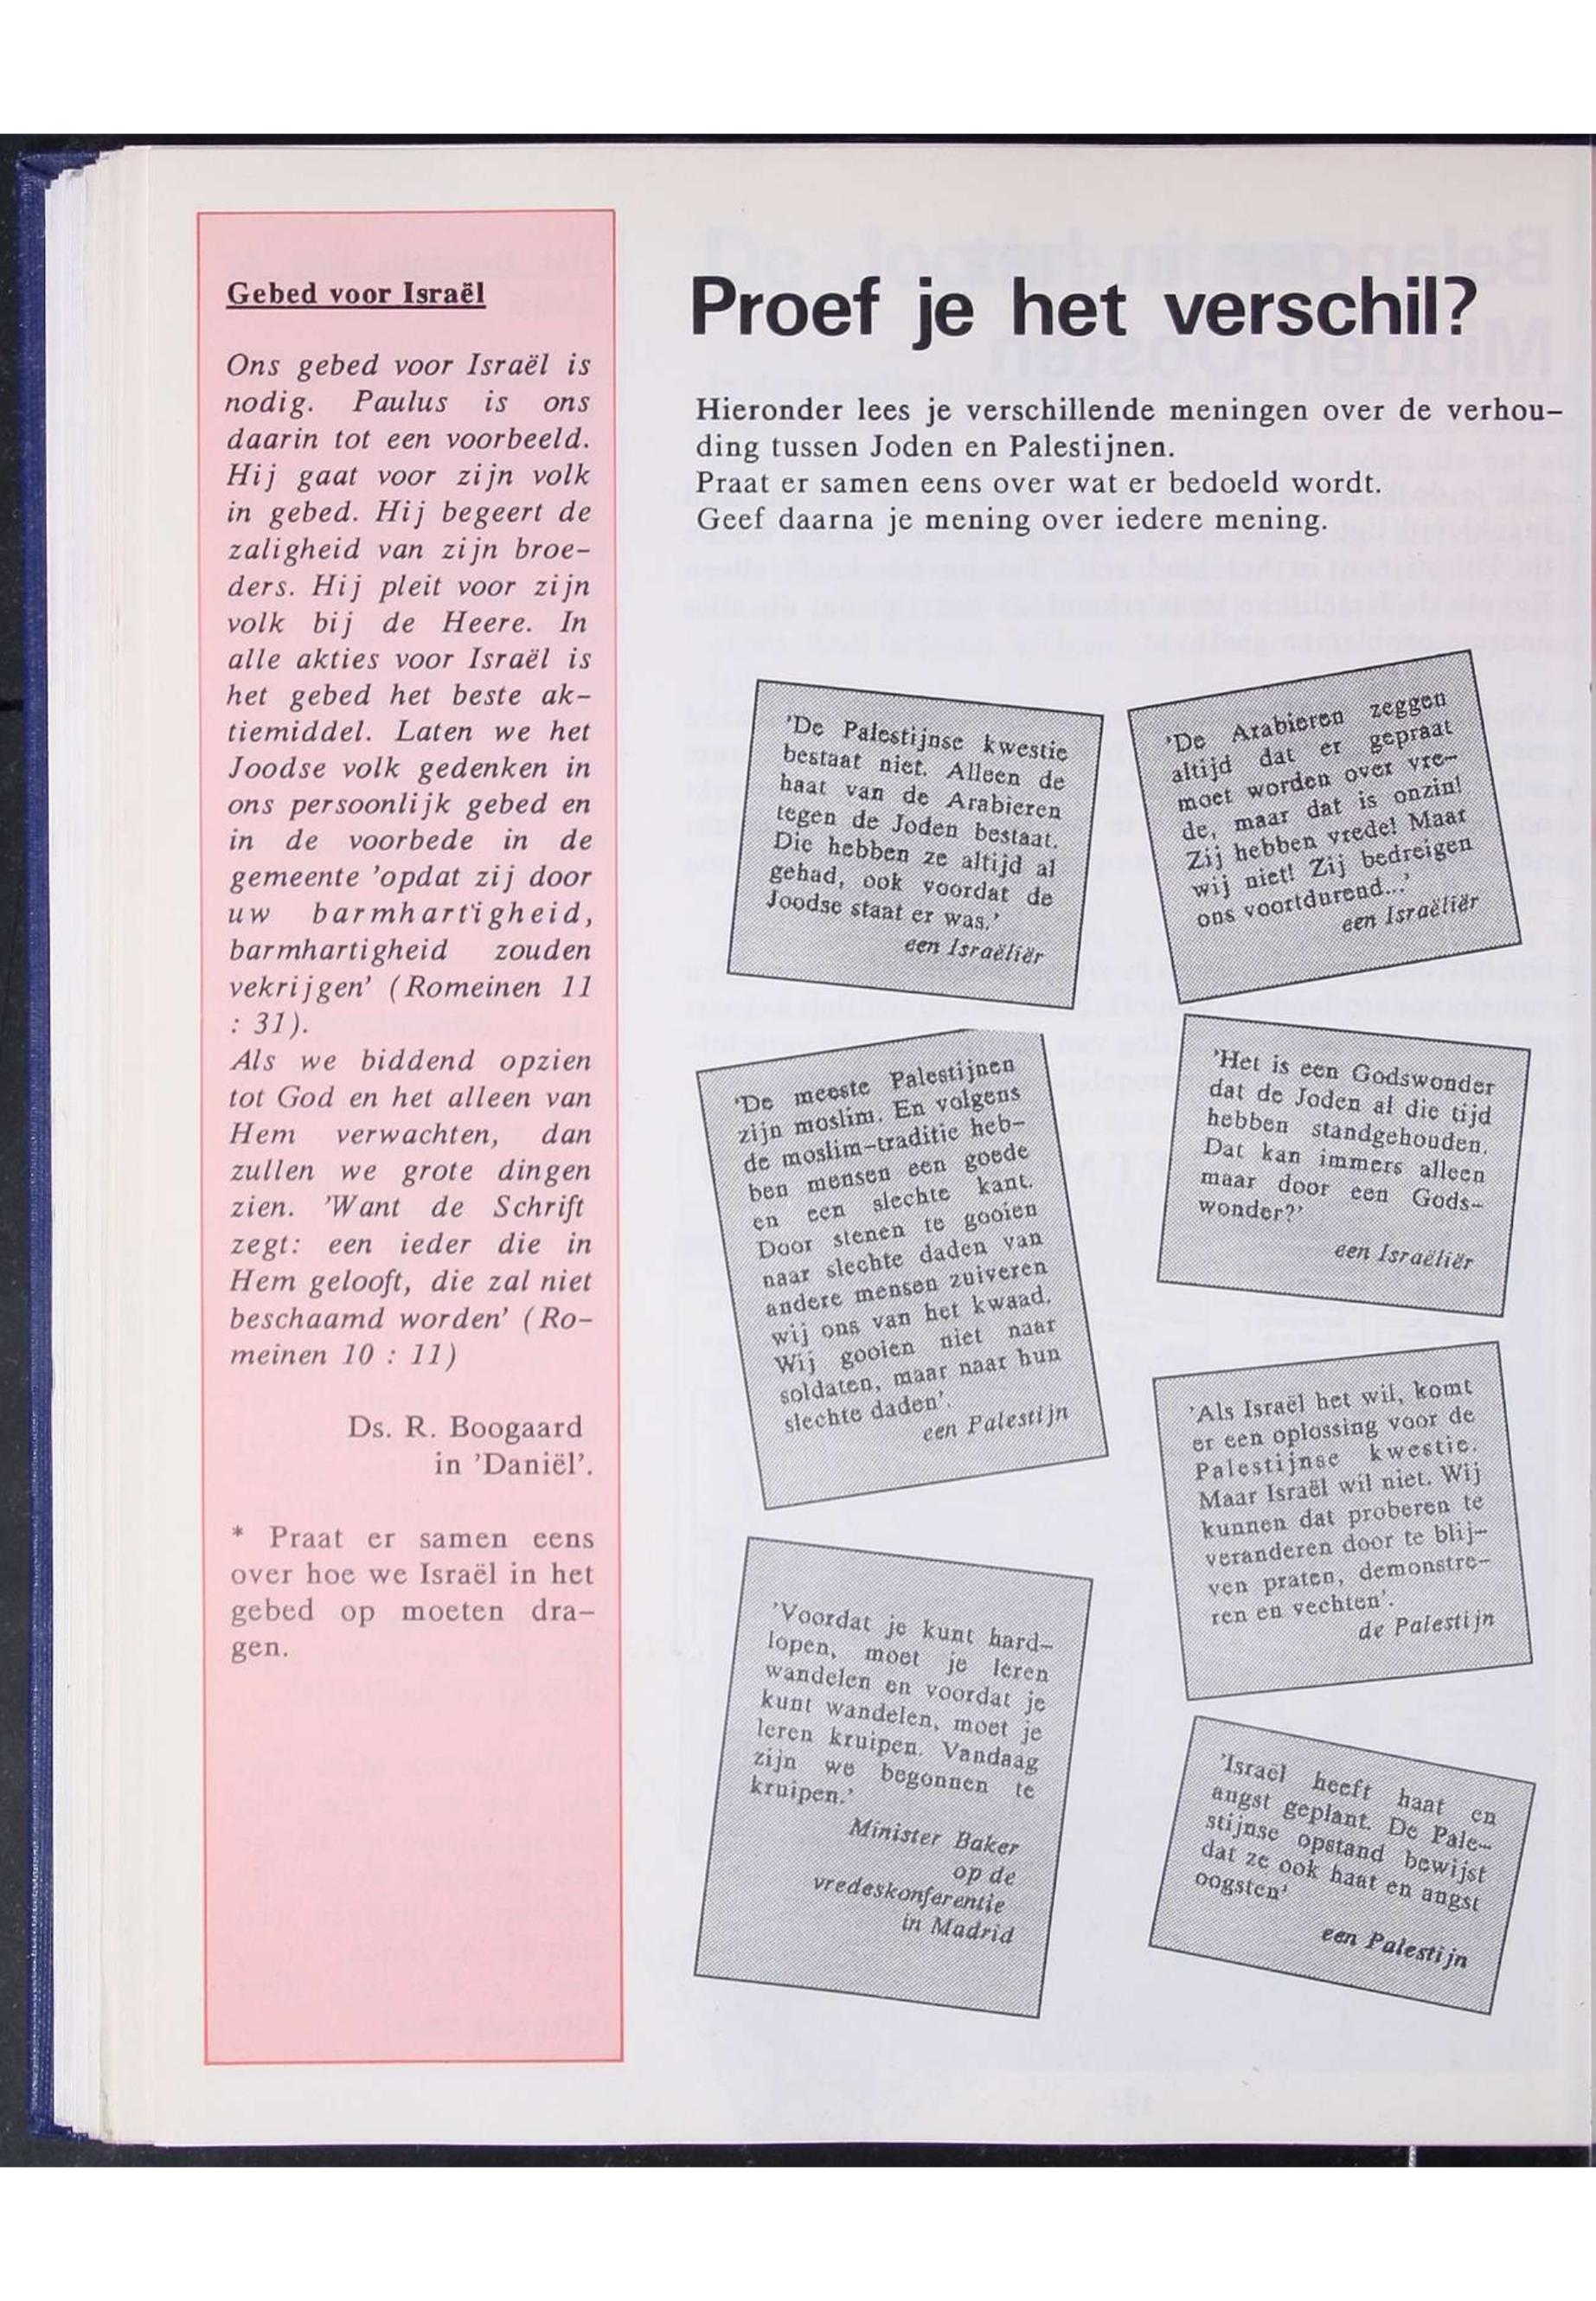 Gebed voor Israël
Ons gebed voor Israël is
nodig. Paulus is ons
daarin tot een voorbeeld.
Hij gaat voor zijn volk
in gebed. Hij begeert de
zaligheid van zijn broe-
ders. Hij pleit voor zijn
volk bij de Heere. In
alle akties voor Israël is
het gebed het beste ak-
tiemiddel. Laten we het
Joodse volk gedenken in
ons persoonlijk gebed en
in de voorbede in de
gemeente 'opdat zij door
uw barmhartigheid,
barmhartigheid zouden
vekrijgen' (Romeinen 11
: 31).
Als we biddend opzien
tot God en het alleen van
Hem verwachten, dan
zullen we grote dingen
zien. 'Want de Schrift
zegt: een ieder die in
Hem gelooft, die zal niet
beschaamd worden' (Ro-
meinen 10 : 11)
Ds. R. Boogaard
in 'Daniël'.
* Praat er samen eens
over hoe we Israël in het
gebed op moeten dra-
gen.
Proef je het verschil?
Hieronder lees je verschillende meningen over de verhou-
ding tussen Joden en Palestijnen.
Praat er samen eens over wat er bedoeld wordt.
Geef daarna je mening over iedere mening.
'De Palestijnse kwestie
bestaat niet. Alleen de
haat van de Arabieren
tegen de Joden bestaat.
Die hebben ze altijd al
gehad, ook voordat de
Joodse staat er was.'
een Israëliër
'De Arabieren zeggen
altijd dat er gepraat
moet worden over vre-
de, maar dat is onzin!
Zij hebben vrede! Maar
wij niet! Zij bedreigen
ons voortdurend...'
een Israëliër
'De meeste Palestijnen
zijn moslim. En volgens
de moslim-traditie heb-
ben mensen een goede
en een slechte kant.
Door stenen te gooien
naar slechte daden van
andere mensen zuiveren
wij ons van het kwaad.
Wij gooien niet naar
soldaten, maar naar hun
slechte daden'.
een Palestijn
'Het is een Godswonder
dat de Joden al die tijd
hebben standgehouden.
Dat kan immers alleen
maar door een Gods-
wonder?'
een Israëliër
'Als Israël het wil, komt
er een oplossing voor de
Palestijnse kwestie.
Maar Israël wil niet. Wij
kunnen dat proberen te
veranderen door te blij-
ven praten, demonstre-
ren en vechten'.
de Palestijn
'Voordat je kunt hard-
lopen, moet je leren
wandelen en voordat je
kunt wandelen, moet je
leren kruipen. Vandaag
zijn we begonnen te
kruipen.'
Minister Baker
op de
vredeskonferentie
in Madrid
'Israël heeft haat en
angst geplant. De Pale-
stijnse opstand bewijst
dat ze ook haat en angst
oogsten'
een Palestijn